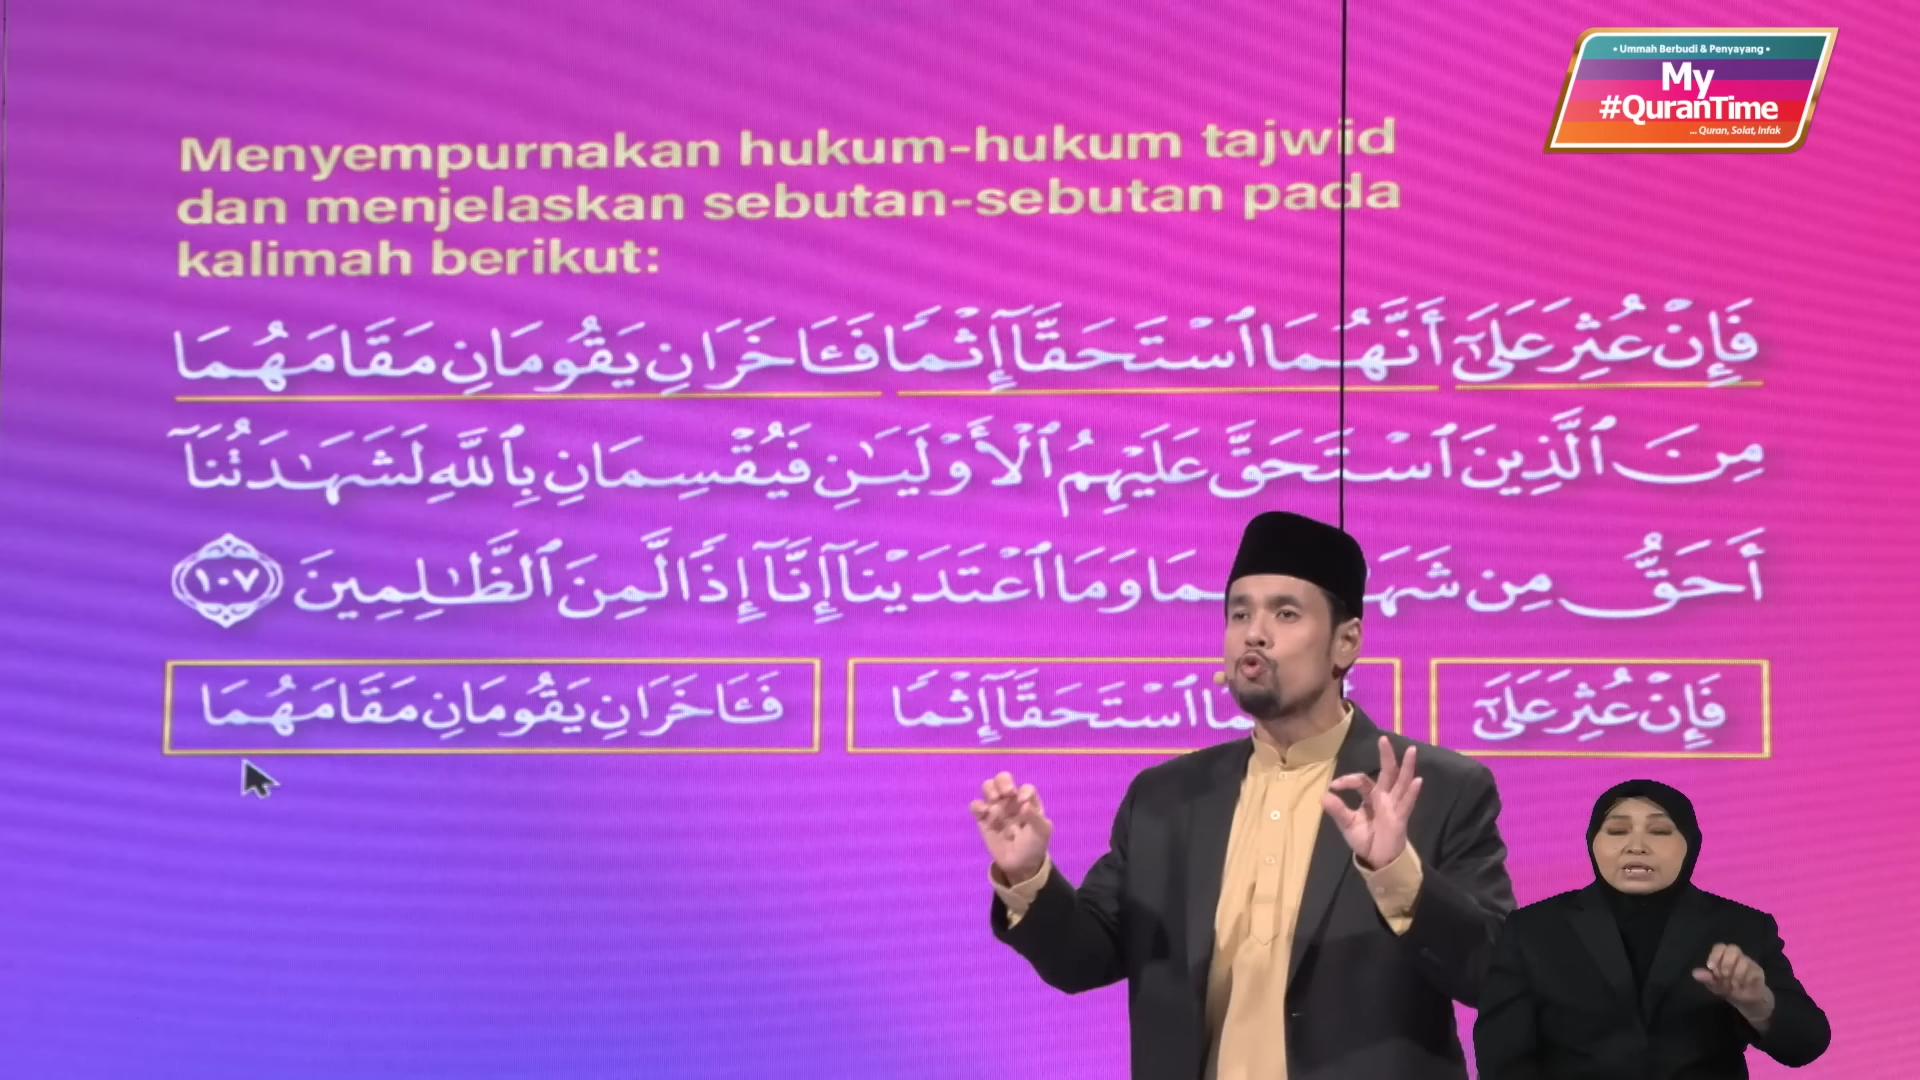 • Ummah Berbudi & Penyayang •
My
#QuranTime
... Quran, Solat, Infak
Menyempurnakan hukum-hukum tajwid
dan menjelaskan sebutan-sebutan pada
kalimah berikut:
فَإِنْ عُثِرَ عَلَىٰٓ أَنَّهُمَا ٱسْتَحَقَّآ إِثْمًا فَـَٔاخَرَانِ يَقُومَانِ مَقَامَهُمَا
مِنَ ٱلَّذِينَ ٱسْتَحَقَّ عَلَيْهِمُ ٱلْأَوْلَيَـٰنِ فَيُقْسِمَانِ بِٱللَّهِ لَشَهَـٰدَتُنَآ
أَحَقُّ مِن وَمَا ٱعْتَدَيْنَآ إِنَّآ إِذًا لَّمِنَ ٱلظَّـٰلِمِينَ ١٠٧
فَإِنْ عُثِرَ عَلَىٰٓ
ٱسْتَحَقَّآ إِثْمًا
فَـَٔاخَرَانِ يَقُومَانِ مَقَامَهُمَا